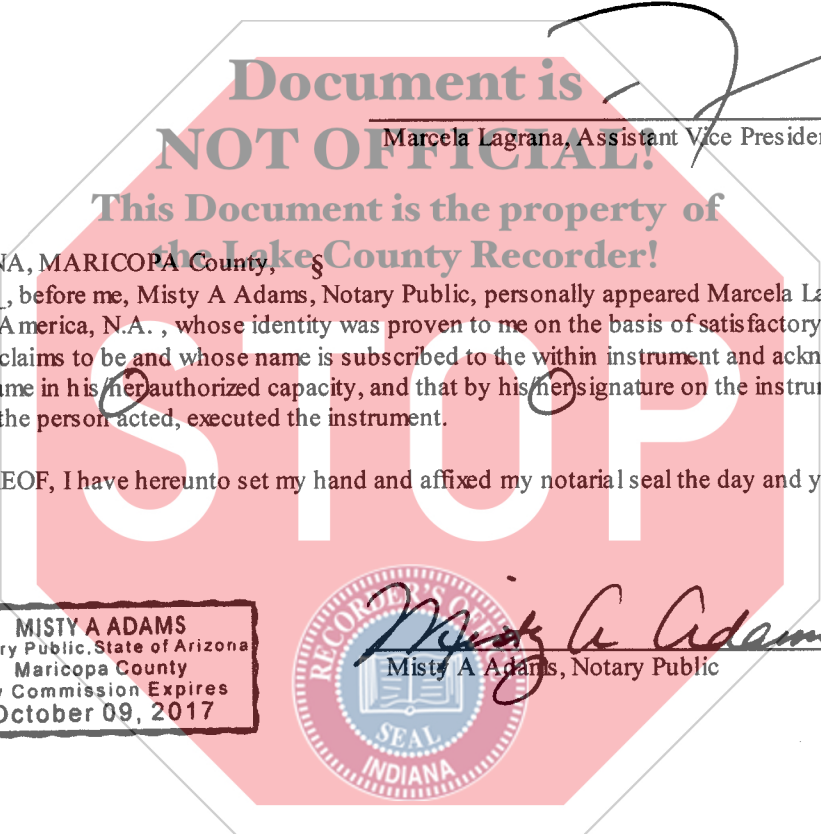 Document is
NOT OFFICIAL!
Marcela Lagrana, Assistant Vice Presiden
This Document is the property of
the Lake County Recorder!
NA, MARICOPA County, §
, before me, Misty A Adams, Notary Public, personally appeared Marcela La
America, N.A. , whose identity was proven to me on the basis of satisfactory
claims to be and whose name is subscribed to the within instrument and ackn
ame in his/her authorized capacity, and that by his/her signature on the instru
the person acted, executed the instrument.
EOF, I have hereunto set my hand and affixed my notarial seal the day and y
STOP
MISTY A ADAMS
ry Public, State of Arizona
Maricopa County
y Commission Expires
October 09, 2017
Misty A Adams
Misty A Adams, Notary Public
RECORDER'S OFFICE
SEAL
INDIANA